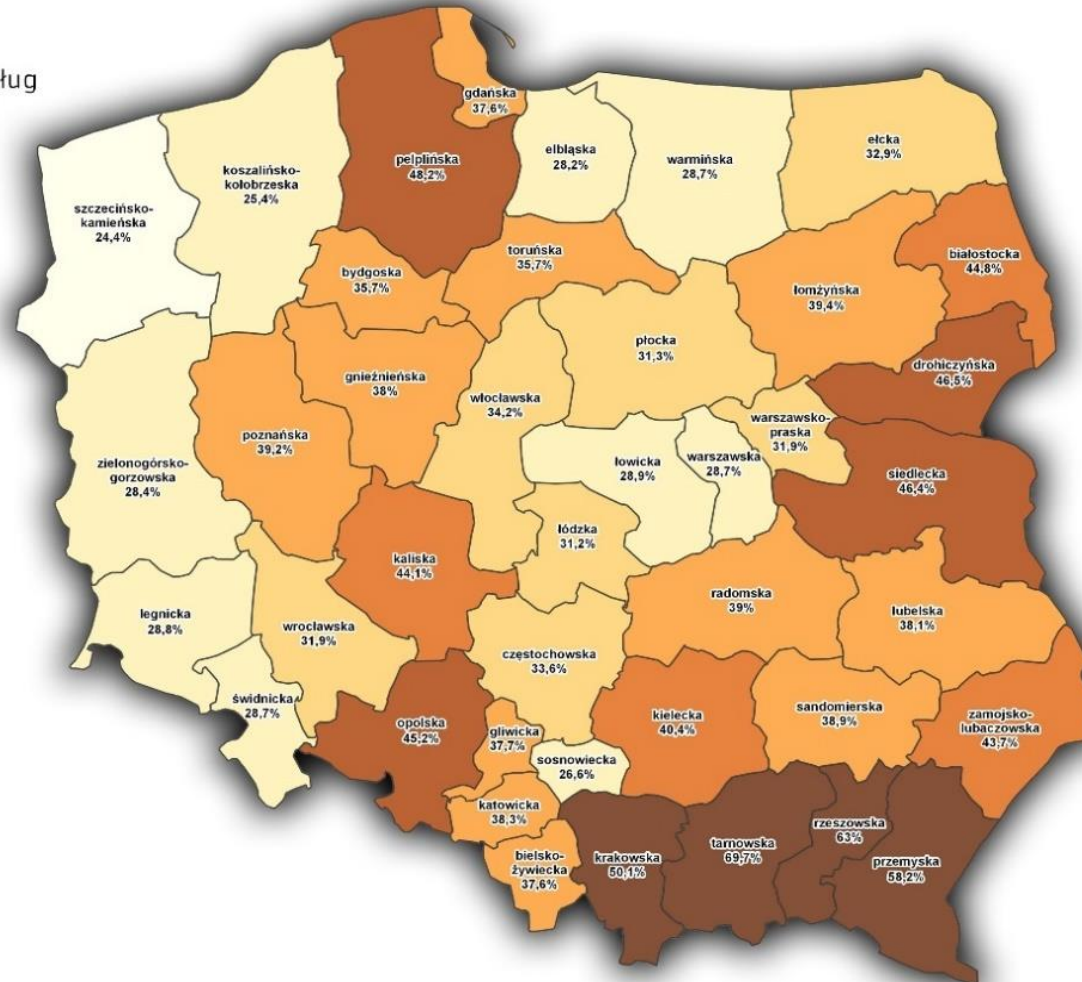 ług
gdańska
37,6%
pelplińska
48,2%
koszalińsko-
kołobrzeska
25,4%
szczecińsko-
kamieńska
24,4%
elbląska
28,2%
warmińska
28,7%
ełcka
32,9%
bydgoska
35,7%
toruńska
35,7%
łomżyńska
39,4%
białostocka
44,8%
drohiczyńska
46,5%
płocka
31,3%
gnieźnieńska
38%
włocławska
34,2%
poznańska
39,2%
zielonogórsko-
gorzowska
28,4%
łowicka
28,9%
warszawska
28,7%
warszawsko-
praska
31,9%
siedlecka
46,4%
łódzka
31,2%
kaliska
44,1%
legnicka
28,8%
wrocławska
31,9%
świdnicka
28,7%
opolska
45,2%
częstochowska
33,6%
radomska
39%
lubelska
38,1%
kielecka
40,4%
sandomierska
38,9%
zamojsko-
lubaczowska
43,7%
gliwicka
37,7%
sosnowiecka
26,6%
katowicka
38,3%
bielsko-
żywiecka
37,6%
krakowska
50,1%
tarnowska
69,7%
rzeszowska
63%
przemyska
58,2%